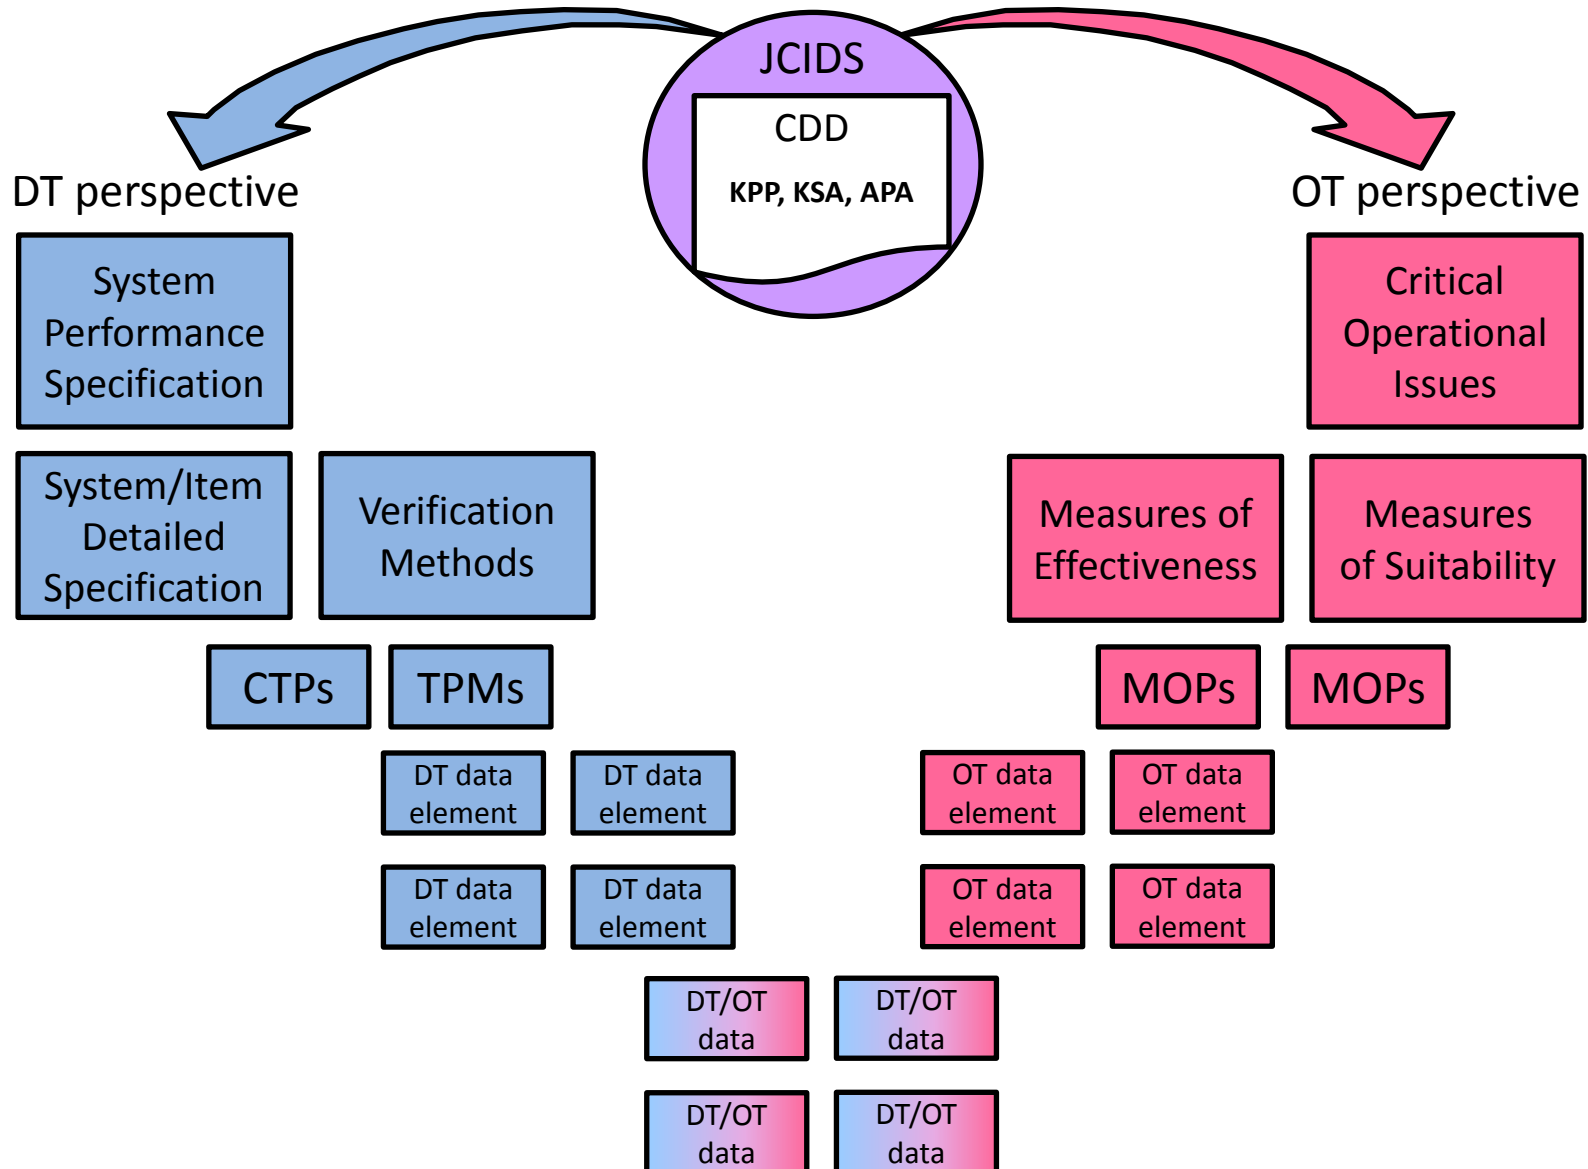 JCIDS
CDD
KPP, KSA, APA
DT perspective
OT perspective
System
Performance
Specification
Critical
Operational
Issues
System/Item
Detailed
Specification
Verification
Methods
Measures of
Effectiveness
Measures
of Suitability
CTPs
TPMs
MOPs
MOPs
DT data
element
DT data
element
OT data
element
OT data
element
DT data
element
DT data
element
OT data
element
OT data
element
DT/OT
data
DT/OT
data
DT/OT
data
DT/OT
data